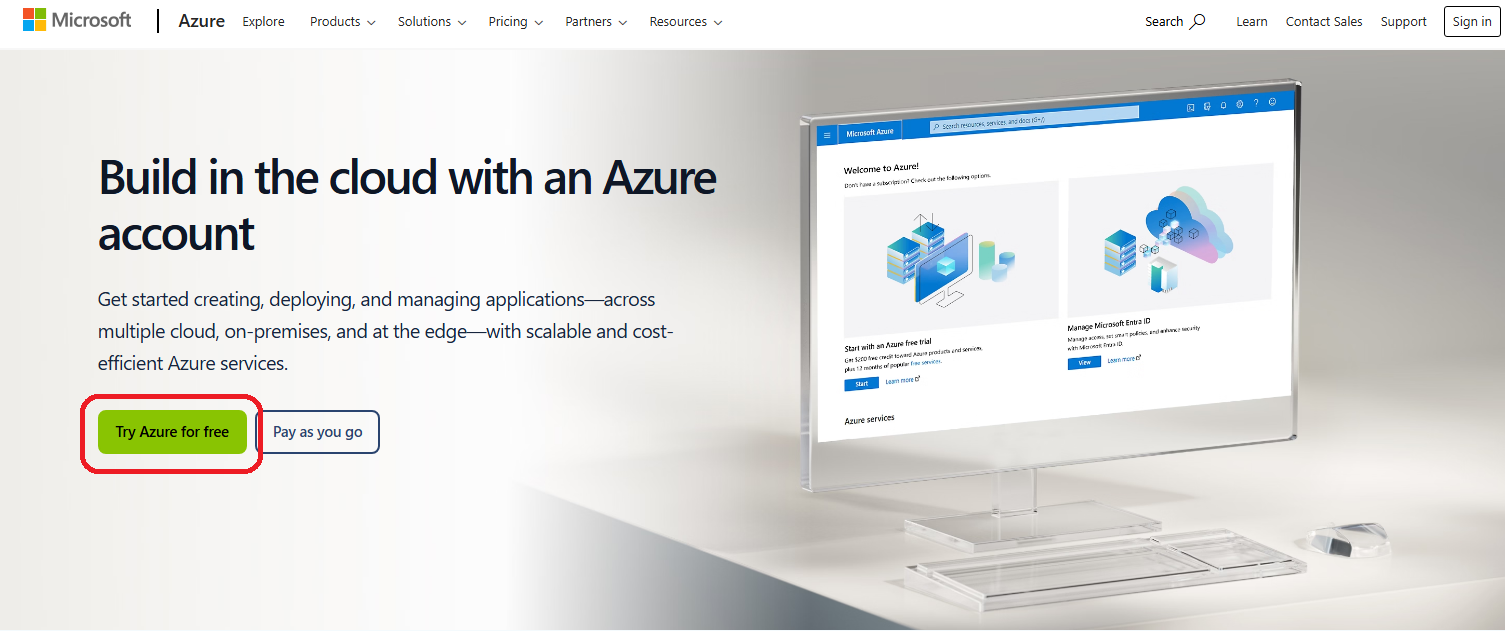 Microsoft Azure Explore Products Solutions Pricing Partners Resources Search Learn Contact Sales Support Sign in
Build in the cloud with an Azure
account
Get started creating, deploying, and managing applications—across
multiple cloud, on-premises, and at the edge—with scalable and cost-
efficient Azure services.
Try Azure for free Pay as you go
Microsoft Azure Search resources, services, and docs (G+/)
Welcome to Azure!
Don't have a subscription? Check out the following options.
Start with an Azure free trial
Get $200 free credit toward Azure products and services,
plus 12 months of popular free services.
Start Learn more
Manage Microsoft Entra ID
Manage access, set smart policies, and enhance security
with Microsoft Entra ID.
View Learn more
Azure services